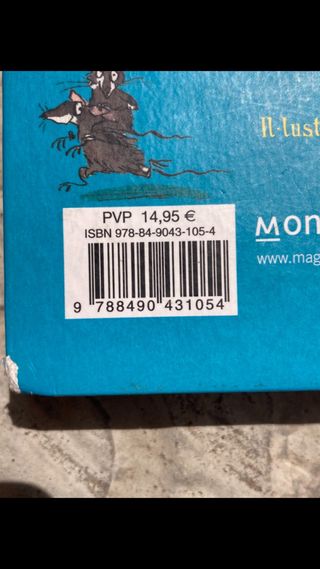 Il·lust
PVP 14,95 €
ISBN 978-84-9043-105-4
Mon
www.mag
9 788490 431054